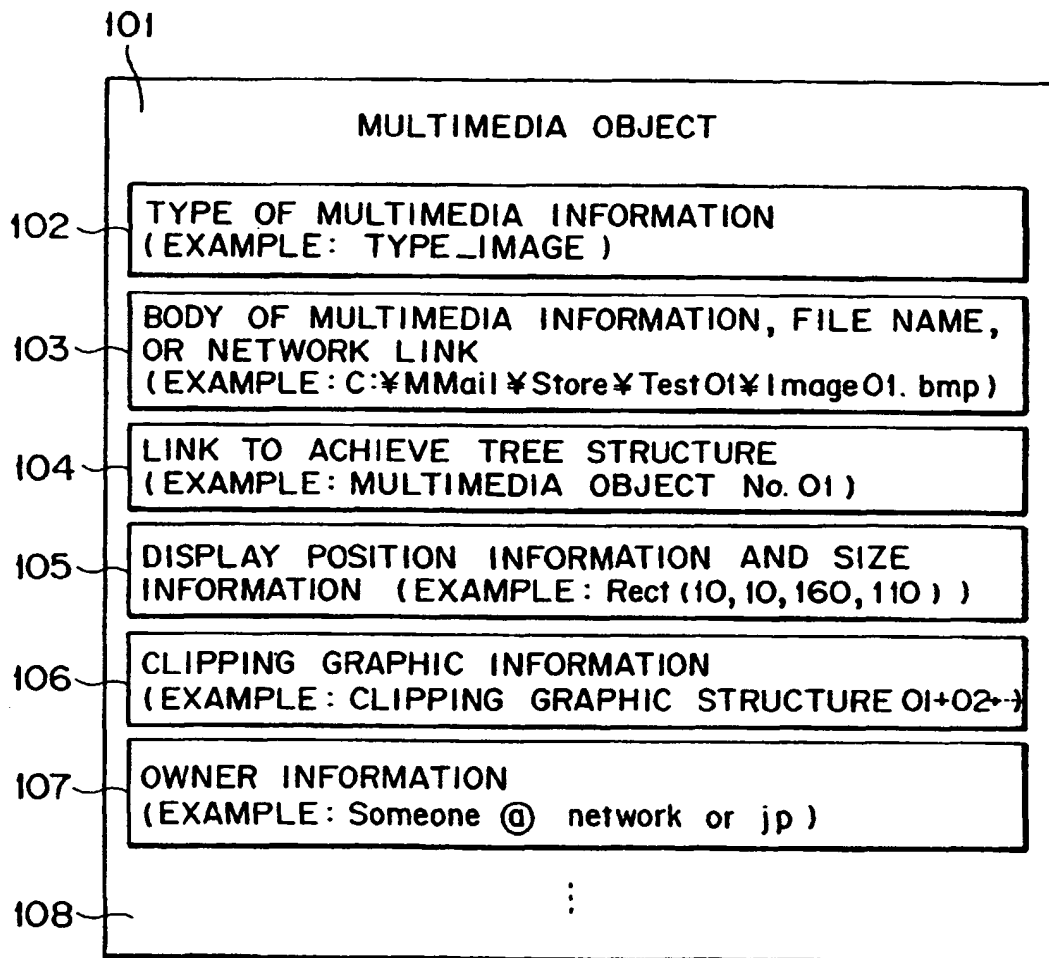 101
MULTIMEDIA OBJECT
102
TYPE OF MULTIMEDIA INFORMATION
(EXAMPLE: TYPE_IMAGE)
103
BODY OF MULTIMEDIA INFORMATION, FILE NAME,
OR NETWORK LINK
(EXAMPLE: C:¥MMail¥Store¥Test01¥Image01.bmp)
104
LINK TO ACHIEVE TREE STRUCTURE
(EXAMPLE: MULTIMEDIA OBJECT No. 01)
105
DISPLAY POSITION INFORMATION AND SIZE
INFORMATION (EXAMPLE: Rect (10, 10, 160, 110))
106
CLIPPING GRAPHIC INFORMATION
(EXAMPLE: CLIPPING GRAPHIC STRUCTURE 01+02+…)
107
OWNER INFORMATION
(EXAMPLE: Someone @ network or jp)
108